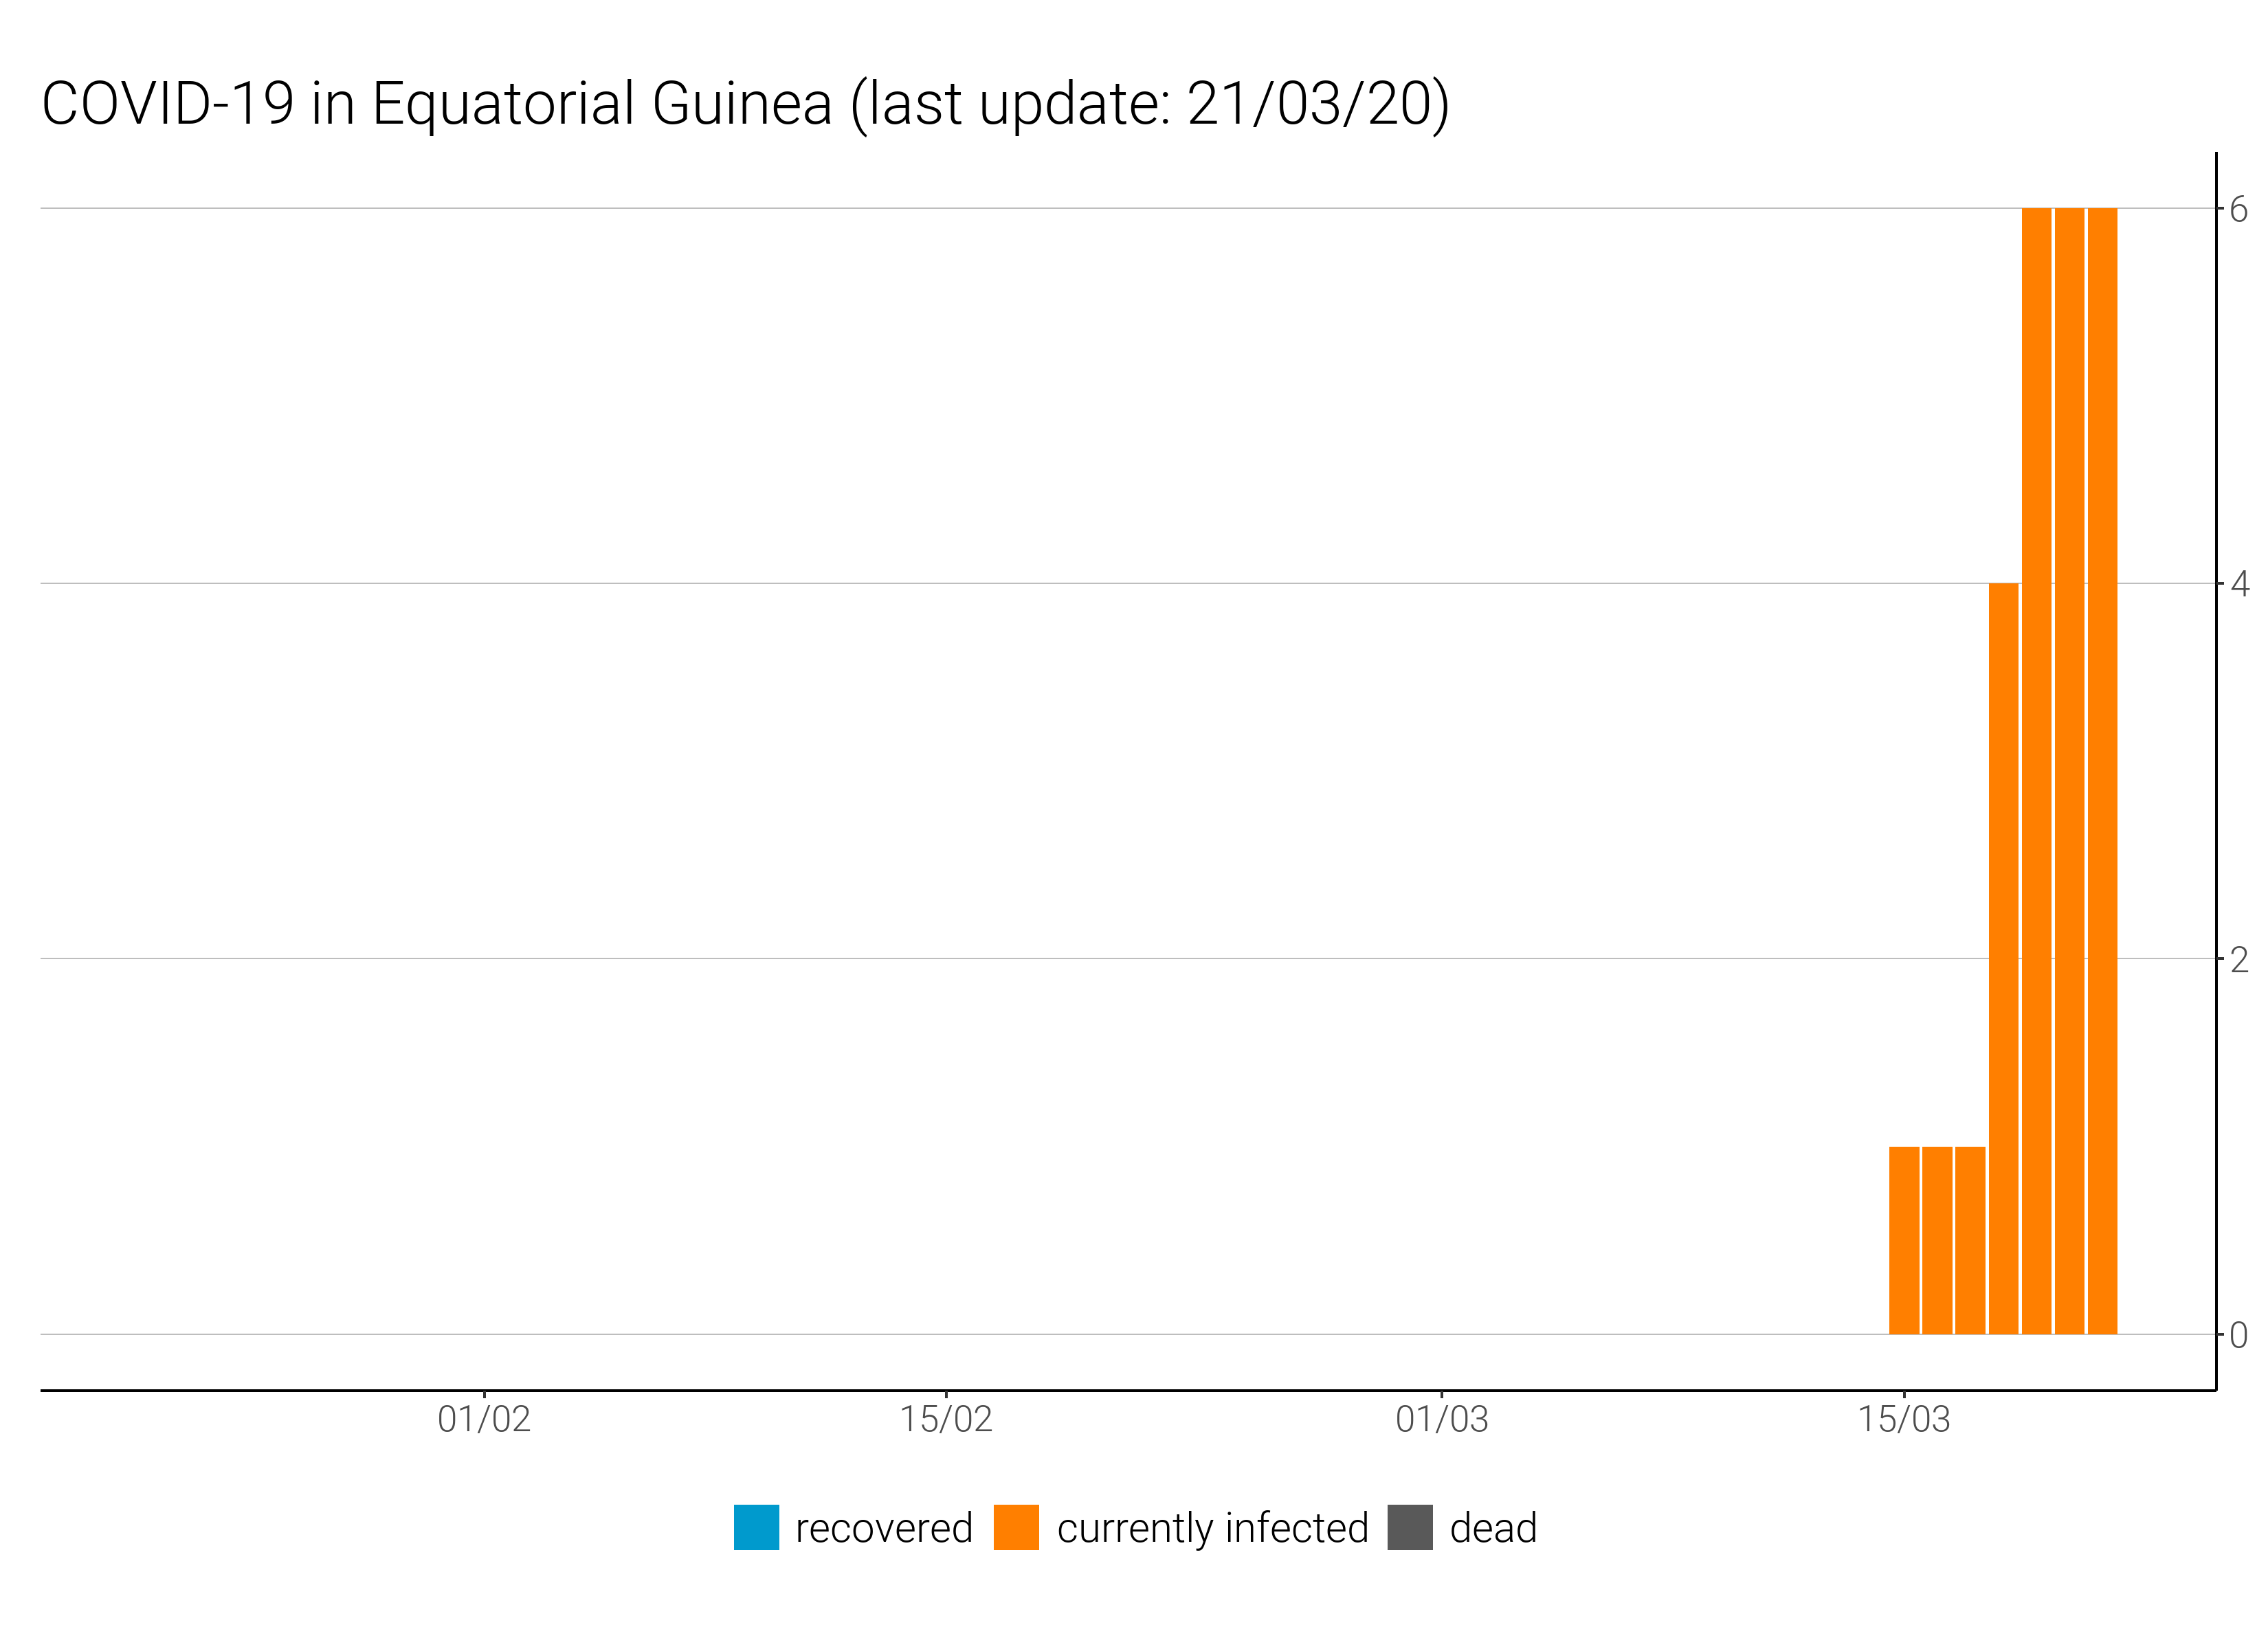 COVID-19 in Equatorial Guinea (last update: 21/03/20)
6
4
2
0
01/02 15/02 01/03 15/03
recovered currently infected dead